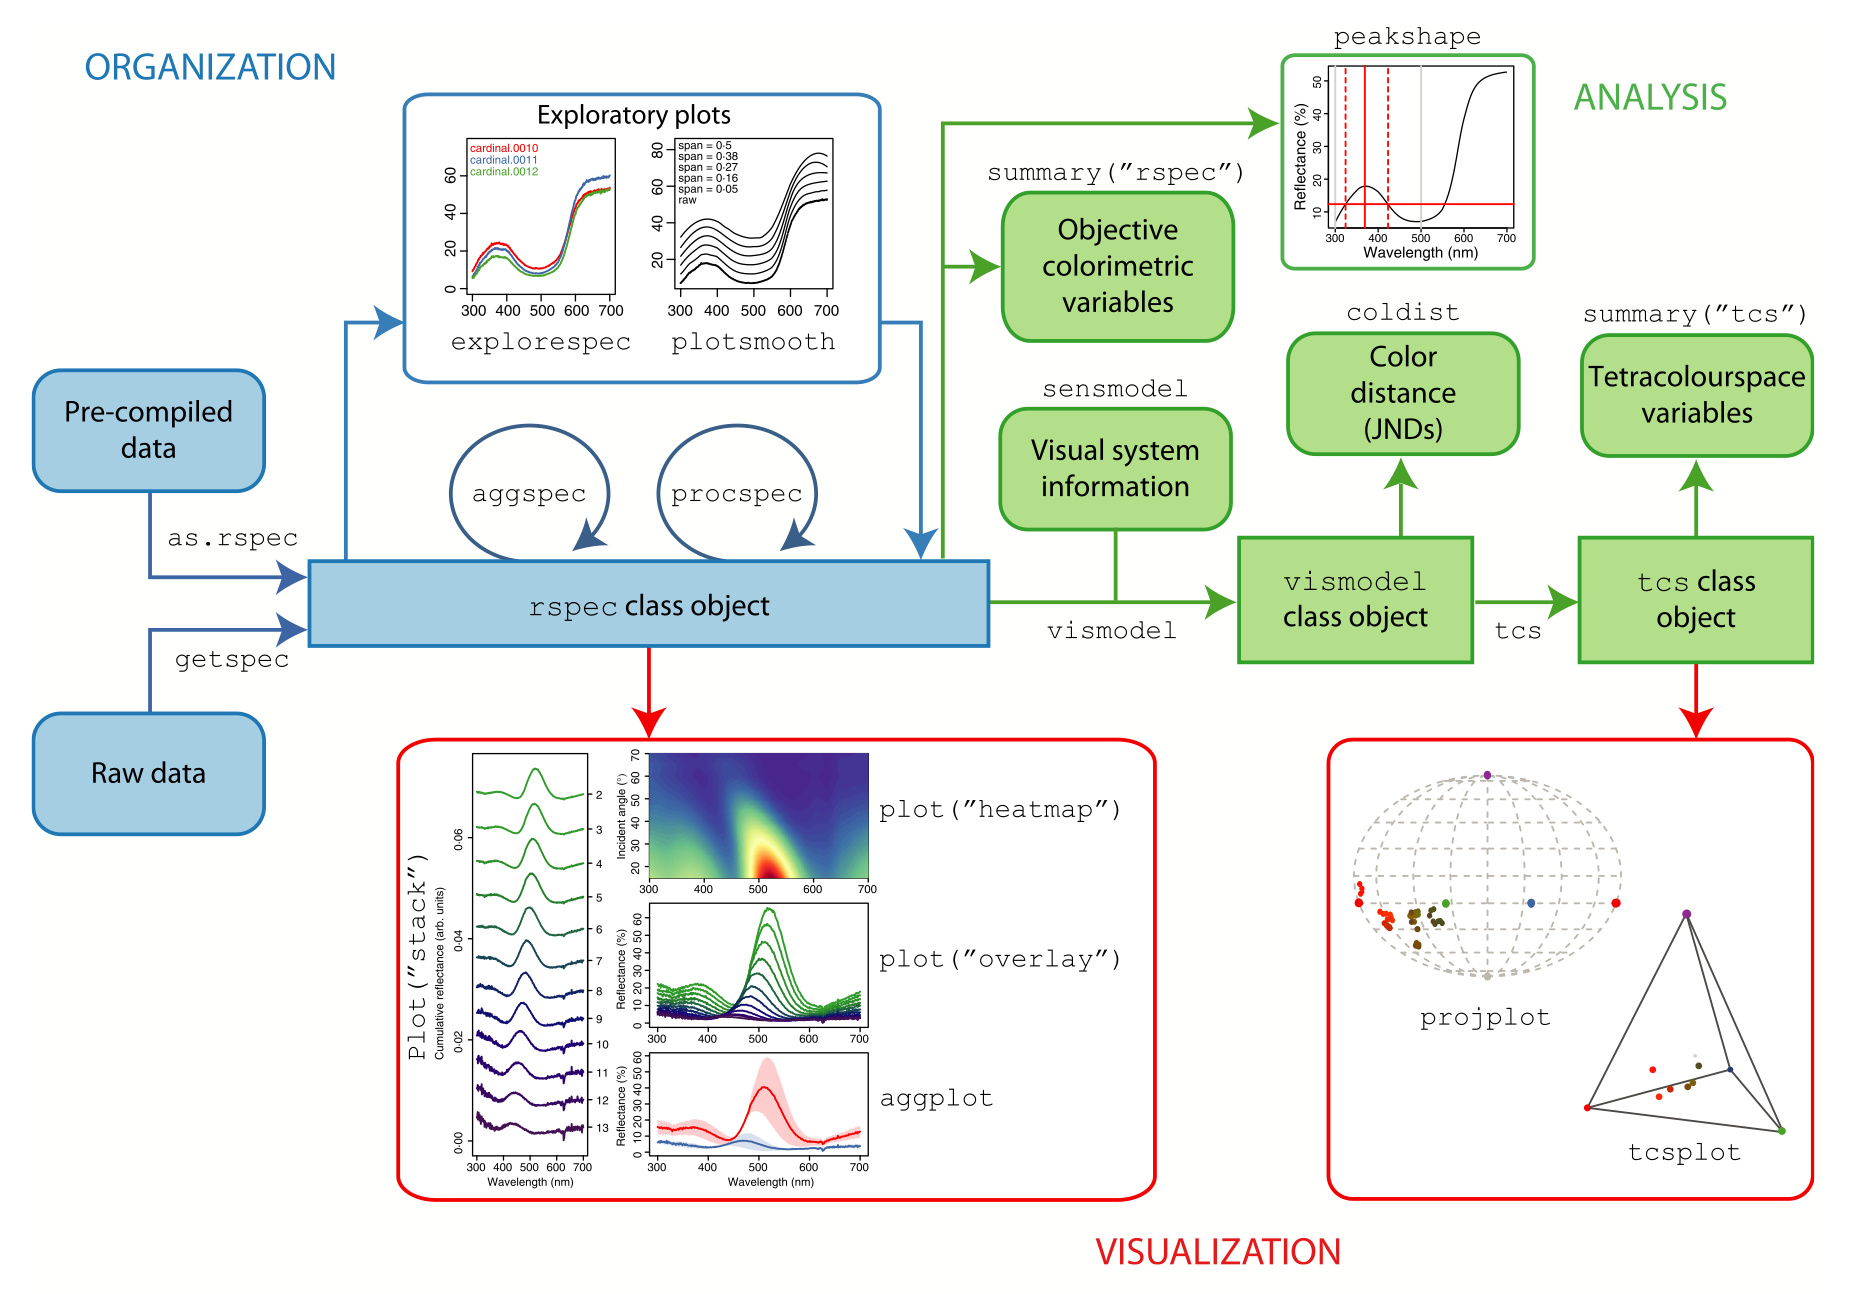 ORGANIZATION
ANALYSIS
VISUALIZATION
Exploratory plots
cardinal.0010
cardinal.0011
cardinal.0012
60
40
20
0
300 400 500 600 700
explorespec
span = 0·5
span = 0·38
span = 0·27
span = 0·16
span = 0·05
raw
80
60
40
20
300 400 500 600 700
plotsmooth
peakshape
Reflectance (%)
50
40
30
20
10
300 400 500 600 700
Wavelength (nm)
summary(″rspec″)
Objective
colorimetric
variables
coldist
Color
distance
(JNDs)
summary(″tcs″)
Tetracolourspace
variables
sensmodel
Visual system
information
Pre-compiled
data
as.rspec
aggspec
procspec
rspec class object
getspec
Raw data
vismodel
vismodel
class object
tcs
tcs class
object
Plot(″stack″)
Cumulative reflectance (arb. units)
0·06
0·04
0·02
0·00
2
3
4
5
6
7
8
9
10
11
12
13
300 400 500 600 700
Wavelength (nm)
Incident angle (°)
70
60
50
40
30
20
300 400 500 600 700
plot(″heatmap″)
Reflectance (%)
60
50
40
30
20
10
0
300 400 500 600 700
plot(″overlay″)
Reflectance (%)
60
50
40
30
20
10
0
300 400 500 600 700
Wavelength (nm)
aggplot
projplot
tcsplot